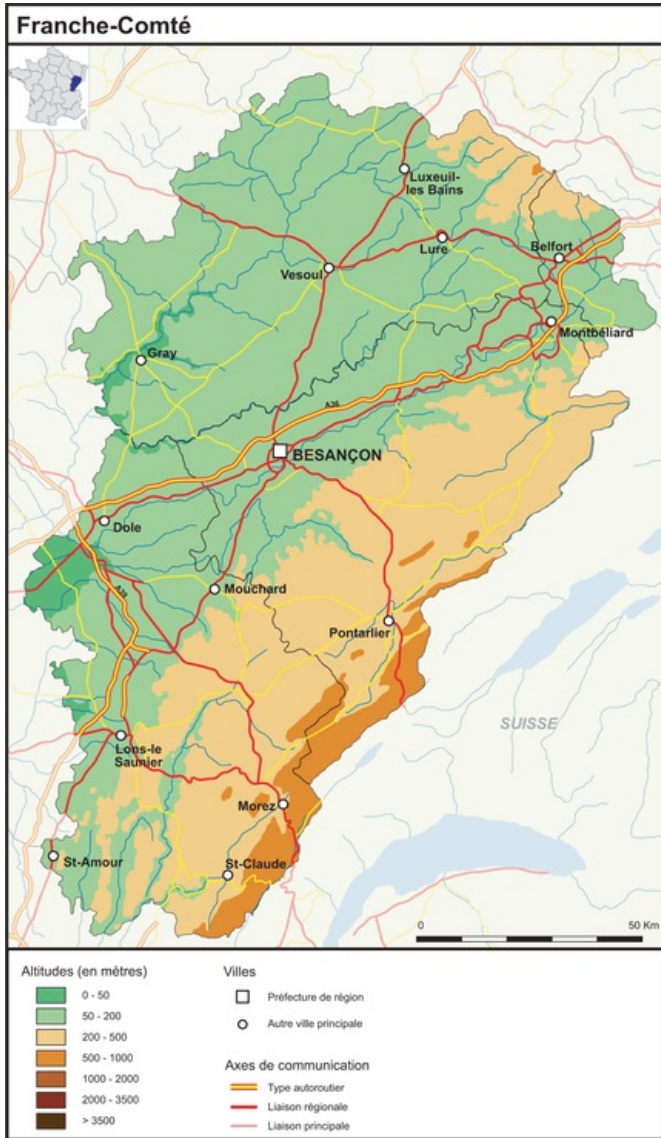 Franche-Comté
Luxeuil-
les Bains
Lure
Belfort
Vesoul
Montbéliard
Gray
A36
BESANÇON
Dole
A39
Mouchard
Pontarlier
SUISSE
Lons-le
Saunier
Morez
St-Amour
St-Claude
0
50 Km
Altitudes (en mètres)
0 - 50
50 - 200
200 - 500
500 - 1000
1000 - 2000
2000 - 3500
> 3500
Villes
Préfecture de région
Autre ville principale
Axes de communication
Type autoroutier
Liaison régionale
Liaison principale